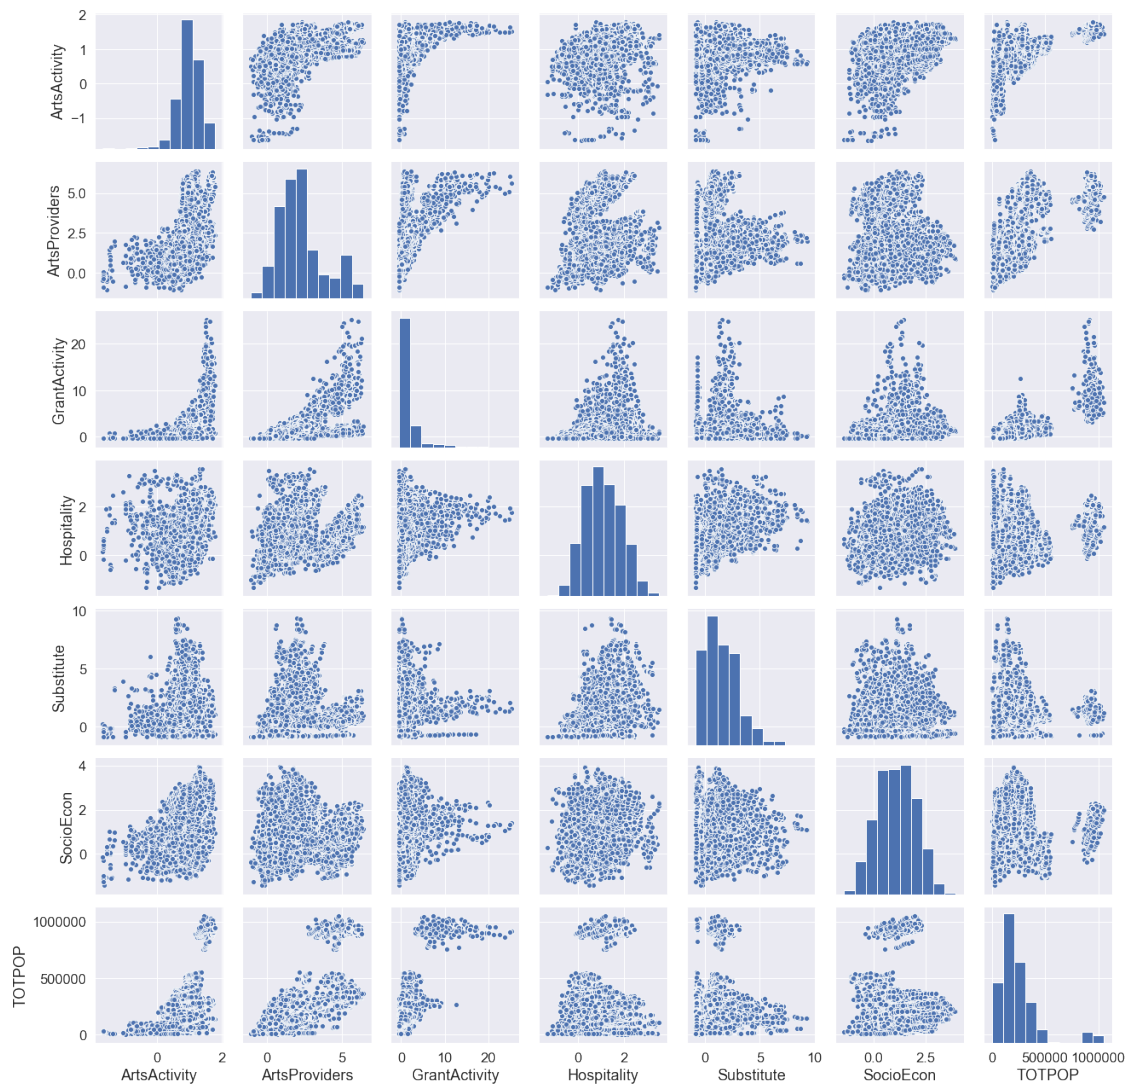 2
1
0
−1
ArtsActivity
5.0
2.5
0.0
ArtsProviders
20
10
0
GrantActivity
2
0
Hospitality
10
5
0
Substitute
4
2
0
SocioEcon
1000000
500000
0
TOTPOP
0 2 0 5 0 10 20 0 2 0 5 10 0.0 2.5 0 500000 1000000
ArtsActivity ArtsProviders GrantActivity Hospitality Substitute SocioEcon TOTPOP